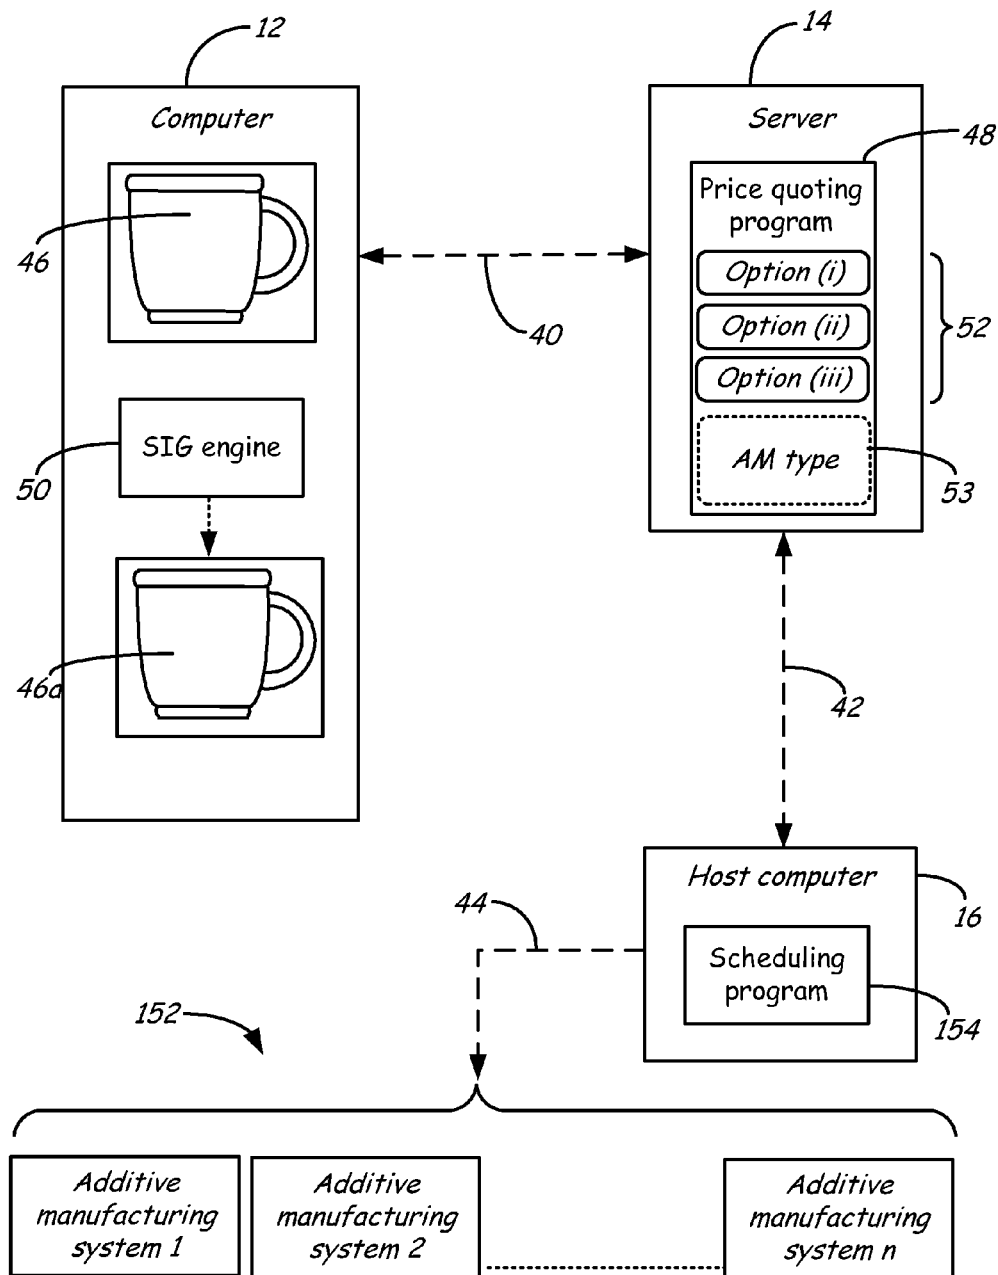 12
14
Computer
Server
48
Price quoting
program
46
Option (i)
40
Option (ii)
52
Option (iii)
SIG engine
50
AM type
53
46a
42
Host computer
16
44
Scheduling
program
152
154
Additive
manufacturing
system 1
Additive
manufacturing
system 2
Additive
manufacturing
system n